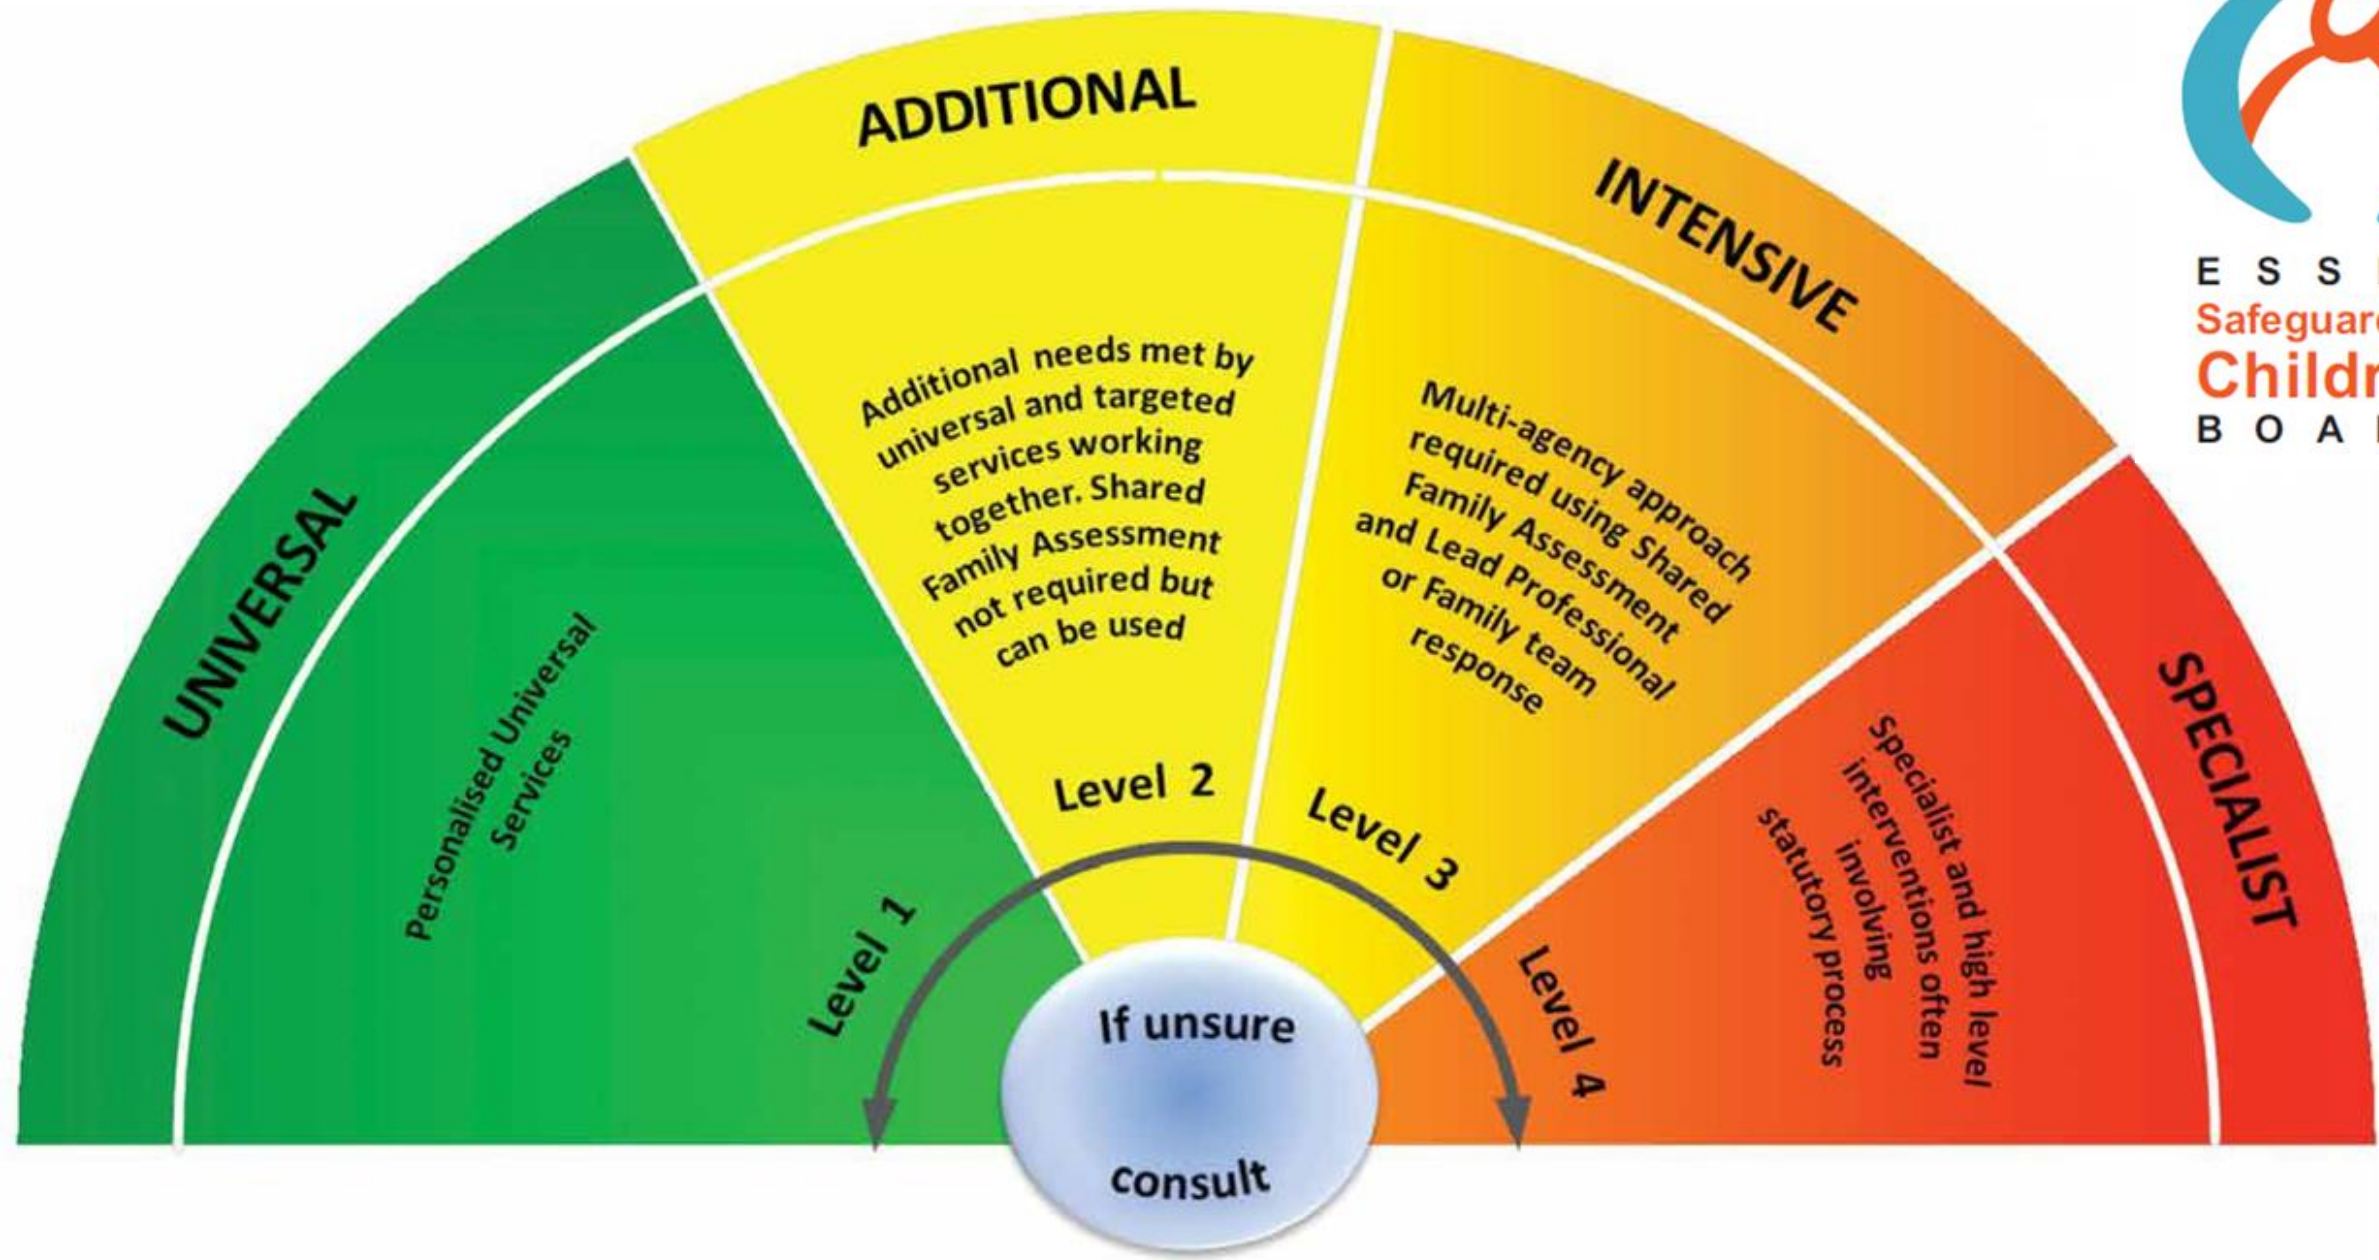 UNIVERSAL
Personalised Universal
Services
Level 1
ADDITIONAL
Additional needs met by
universal and targeted
services working
together. Shared
Family Assessment
not required but
can be used
Level 2
INTENSIVE
Multi-agency approach
required using Shared
Family Assessment
and Lead Professional
or Family team
response
Level 3
SPECIALIST
Specialist and high level
interventions often
involving
statutory process
Level 4
If unsure
consult
E S S
Safeguar
Child
B O A